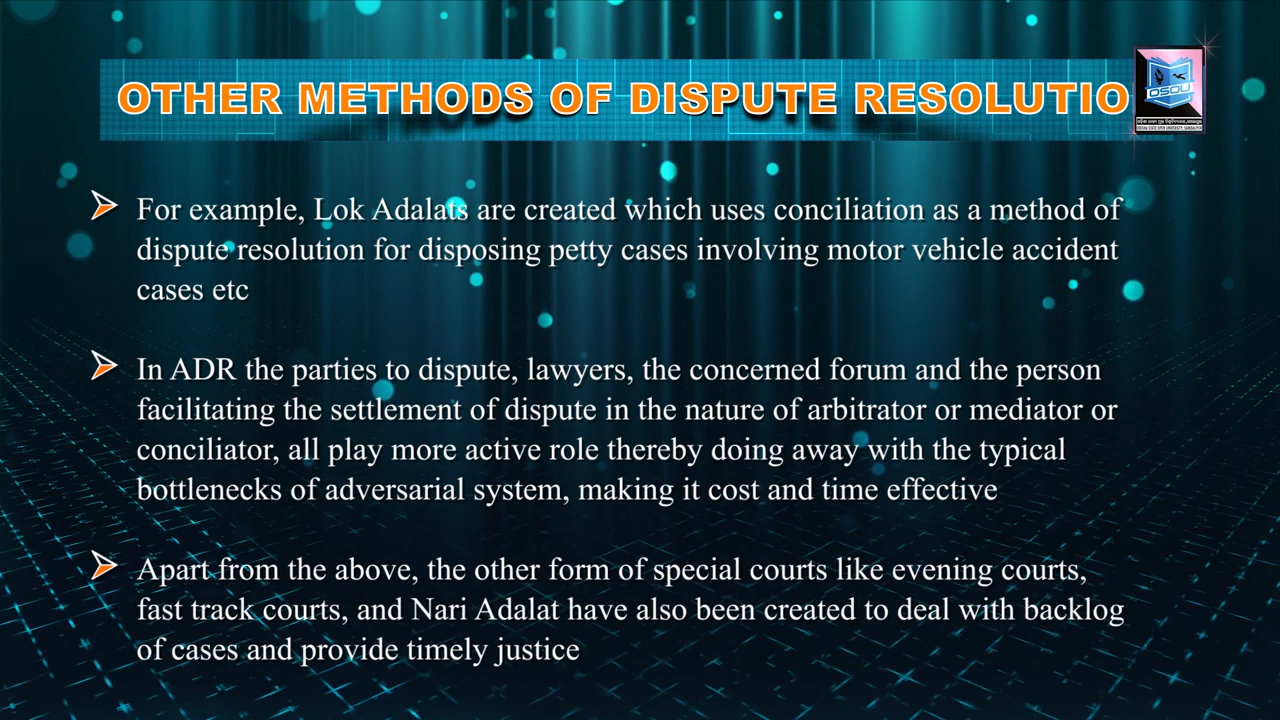 OTHER METHODS OF DISPUTE RESOLUTIO
OSOU
ODISHA STATE OPEN UNIVERSITY, SAMBALPUR
For example, Lok Adalats are created which uses conciliation as a method of
dispute resolution for disposing petty cases involving motor vehicle accident
cases etc
In ADR the parties to dispute, lawyers, the concerned forum and the person
facilitating the settlement of dispute in the nature of arbitrator or mediator or
conciliator, all play more active role thereby doing away with the typical
bottlenecks of adversarial system, making it cost and time effective
Apart from the above, the other form of special courts like evening courts,
fast track courts, and Nari Adalat have also been created to deal with backlog
of cases and provide timely justice